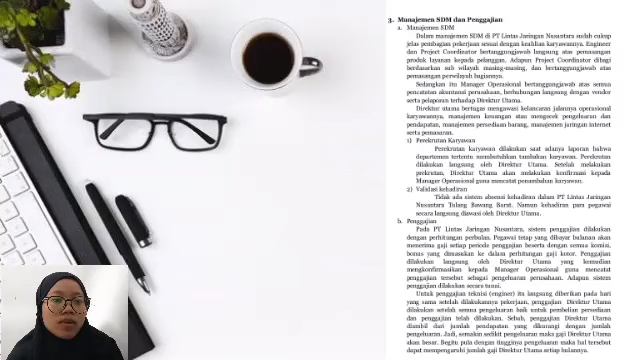 3. Manajemen SDM dan Penggajian
a. Manajemen SDM
Dalam manajemen SDM di PT Lintas Jaringan Nusantara sudah cukup
jelas pembagian pekerjaan sesuai dengan keahlian karyawannya. Engineer
dan Project Coordinator bertanggungjawab langsung atas pemasangan
produk layanan kepada pelanggan. Adapun Project Coordinator dibagi
berdasarkan sub wilayah masing-masing, dan bertanggungjawab atas
pemasangan perwilayah bagiannya.
Sedangkan itu Manager Operasional bertanggungjawab atas semua
pencatatan akuntansi perusahaan, berhubungan langsung dengan vendor
serta pelaporan terhadap Direktur Utama.
Direktur utama bertugas mengawasi kelancaran jalannya operasional
karyawannya, manajemen keuangan atau mengecek pengeluaran dan
pendapatan, manajemen persediaan barang, manajemen jaringan internet
serta pemasaran.
1) Perekrutan Karyawan
Perekrutan karyawan dilakukan saat adanya laporan bahwa
departemen tertentu membutuhkan tambahan karyawan. Perekrutan
dilakukan langsung oleh Direktur Utama. Setelah melakukan
prekrutan, Direktur Utama akan melakukan konfirmasi kepada
Manager Operasional guna mencatat penambahan karyawan.
2) Validasi kehadiran
Tidak ada sistem absensi kehadiran dalam PT Lintas Jaringan
Nusantara Tulang Bawang Barat. Namun kehadiran para pegawai
secara langsung diawasi oleh Direktur Utama.
b. Penggajian
Pada PT Lintas Jaringan Nusantara, sistem penggajian dilakukan
dengan perhitungan perbulan. Pegawai tetap yang dibayar bulanan akan
menerima gaji setiap periode penggajian beserta dengan semua komisi,
bonus yang dimasukan ke dalam perhitungan gaji kotor. Penggajian
dilakukan langsung oleh Direktur Utama yang kemudian
mengkonfirmasikan kepada Manager Operasional guna mencatat
penggajian tersebut sebagai pengeluaran perusahaan. Adapun sistem
penggajian dilakukan secara tunai.
Untuk penggajian teknisi (enginer) itu langsung diberikan pada hari
yang sama setelah dilakukannya pekerjaan, penggajian Direktur Utama
dilakukan setelah semua pengeluaran baik untuk pembelian persediaan
dan penggajian telah dilakukan. Sebab, penggajian Direktur Utama
diambil dari jumlah pendapatan yang dikurangi dengan jumlah
pengeluaran. Jadi, semakin sedikit pengeluaran maka gaji Direktur Utama
akan besar. Begitu pula dengan tingginya pengeluaran maka hal tersebut
dapat mempengaruhi jumlah gaji Direktur Utama setiap bulannya.